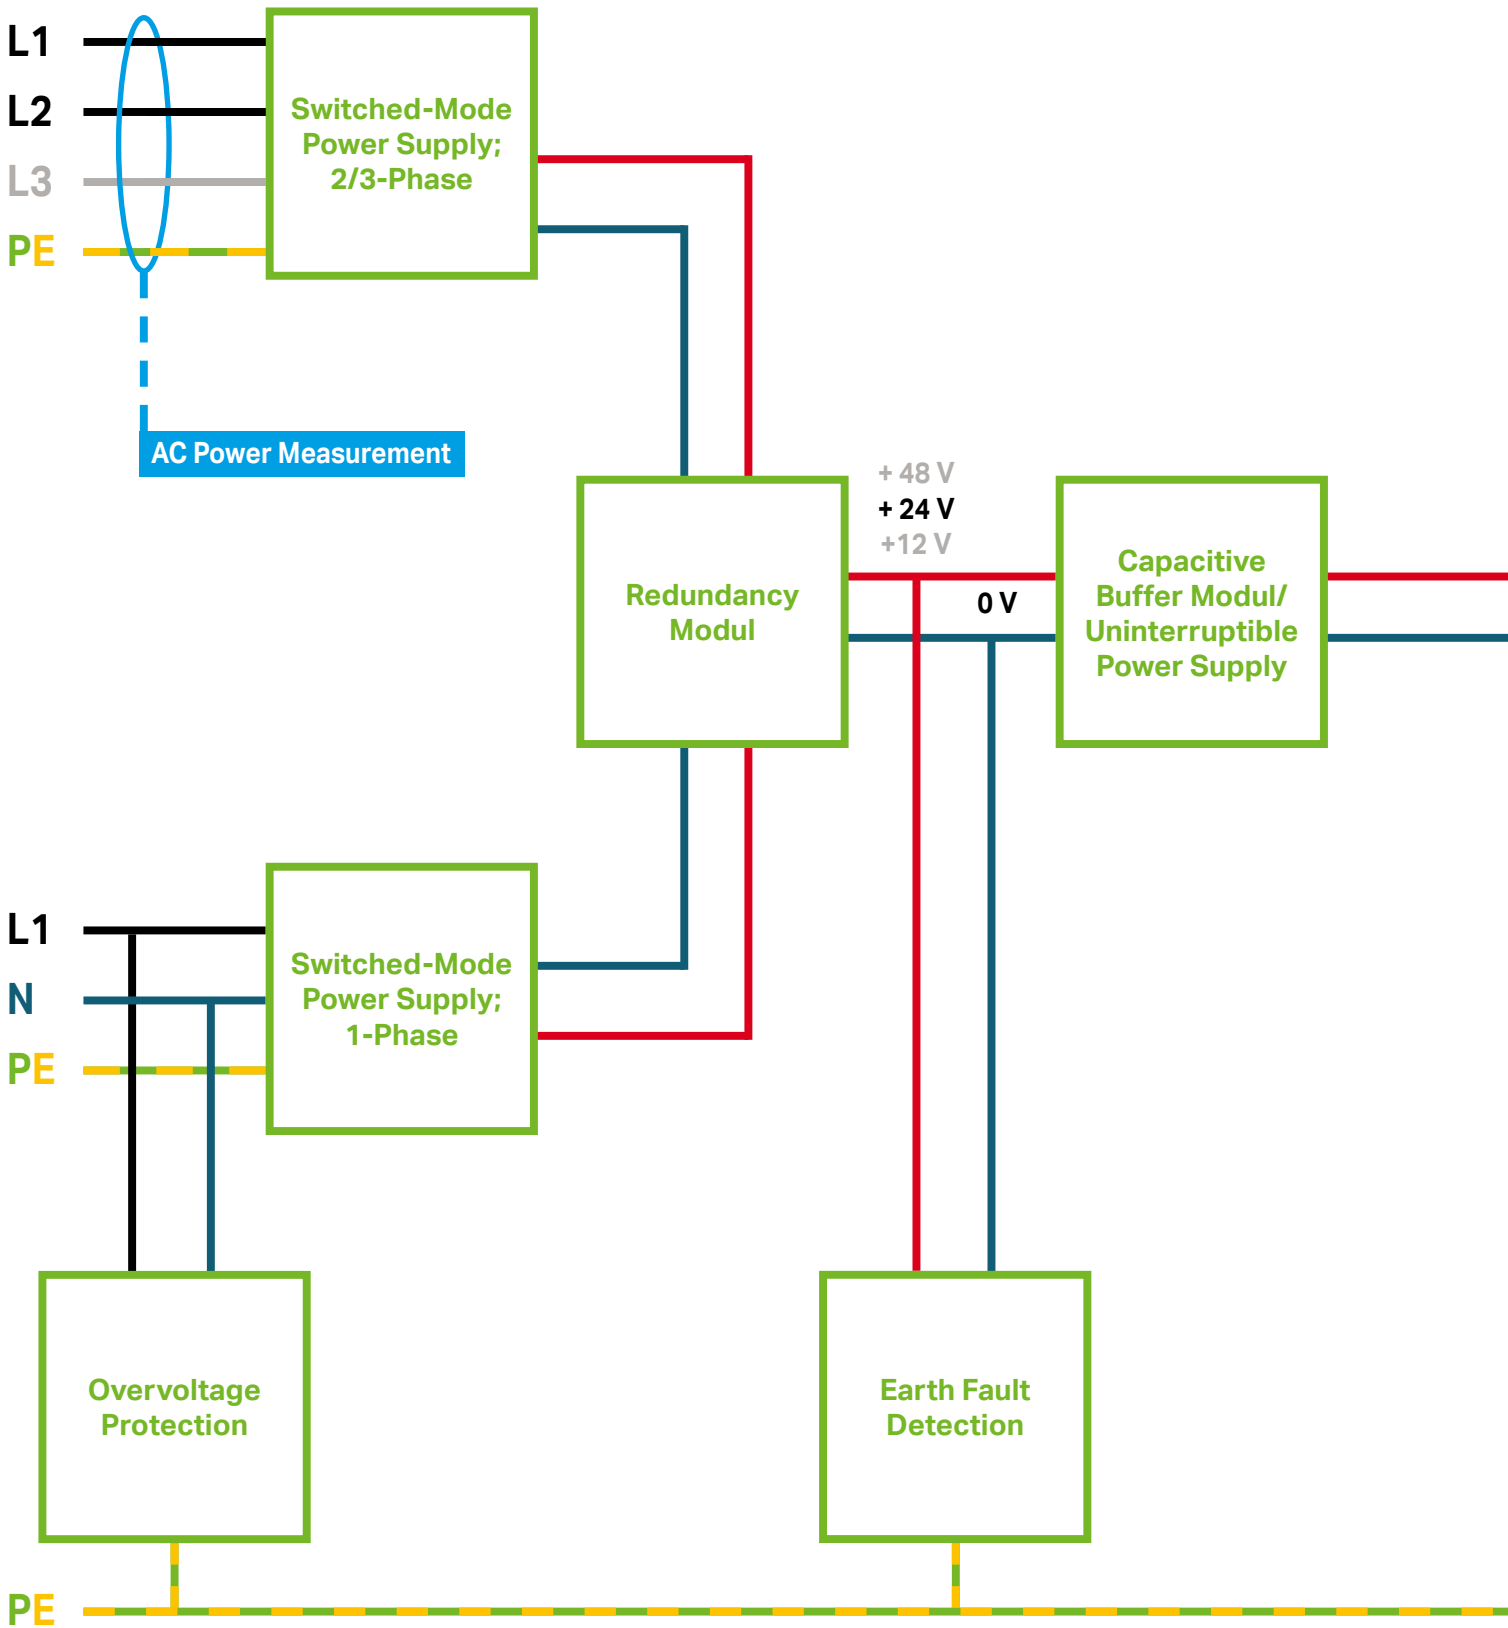 L1
L2
L3
PE
Switched-Mode
Power Supply;
2/3-Phase
AC Power Measurement
+ 48 V
+ 24 V
+12 V
0 V
Redundancy
Modul
Capacitive
Buffer Modul/
Uninterruptible
Power Supply
L1
N
PE
Switched-Mode
Power Supply;
1-Phase
Overvoltage
Protection
Earth Fault
Detection
PE